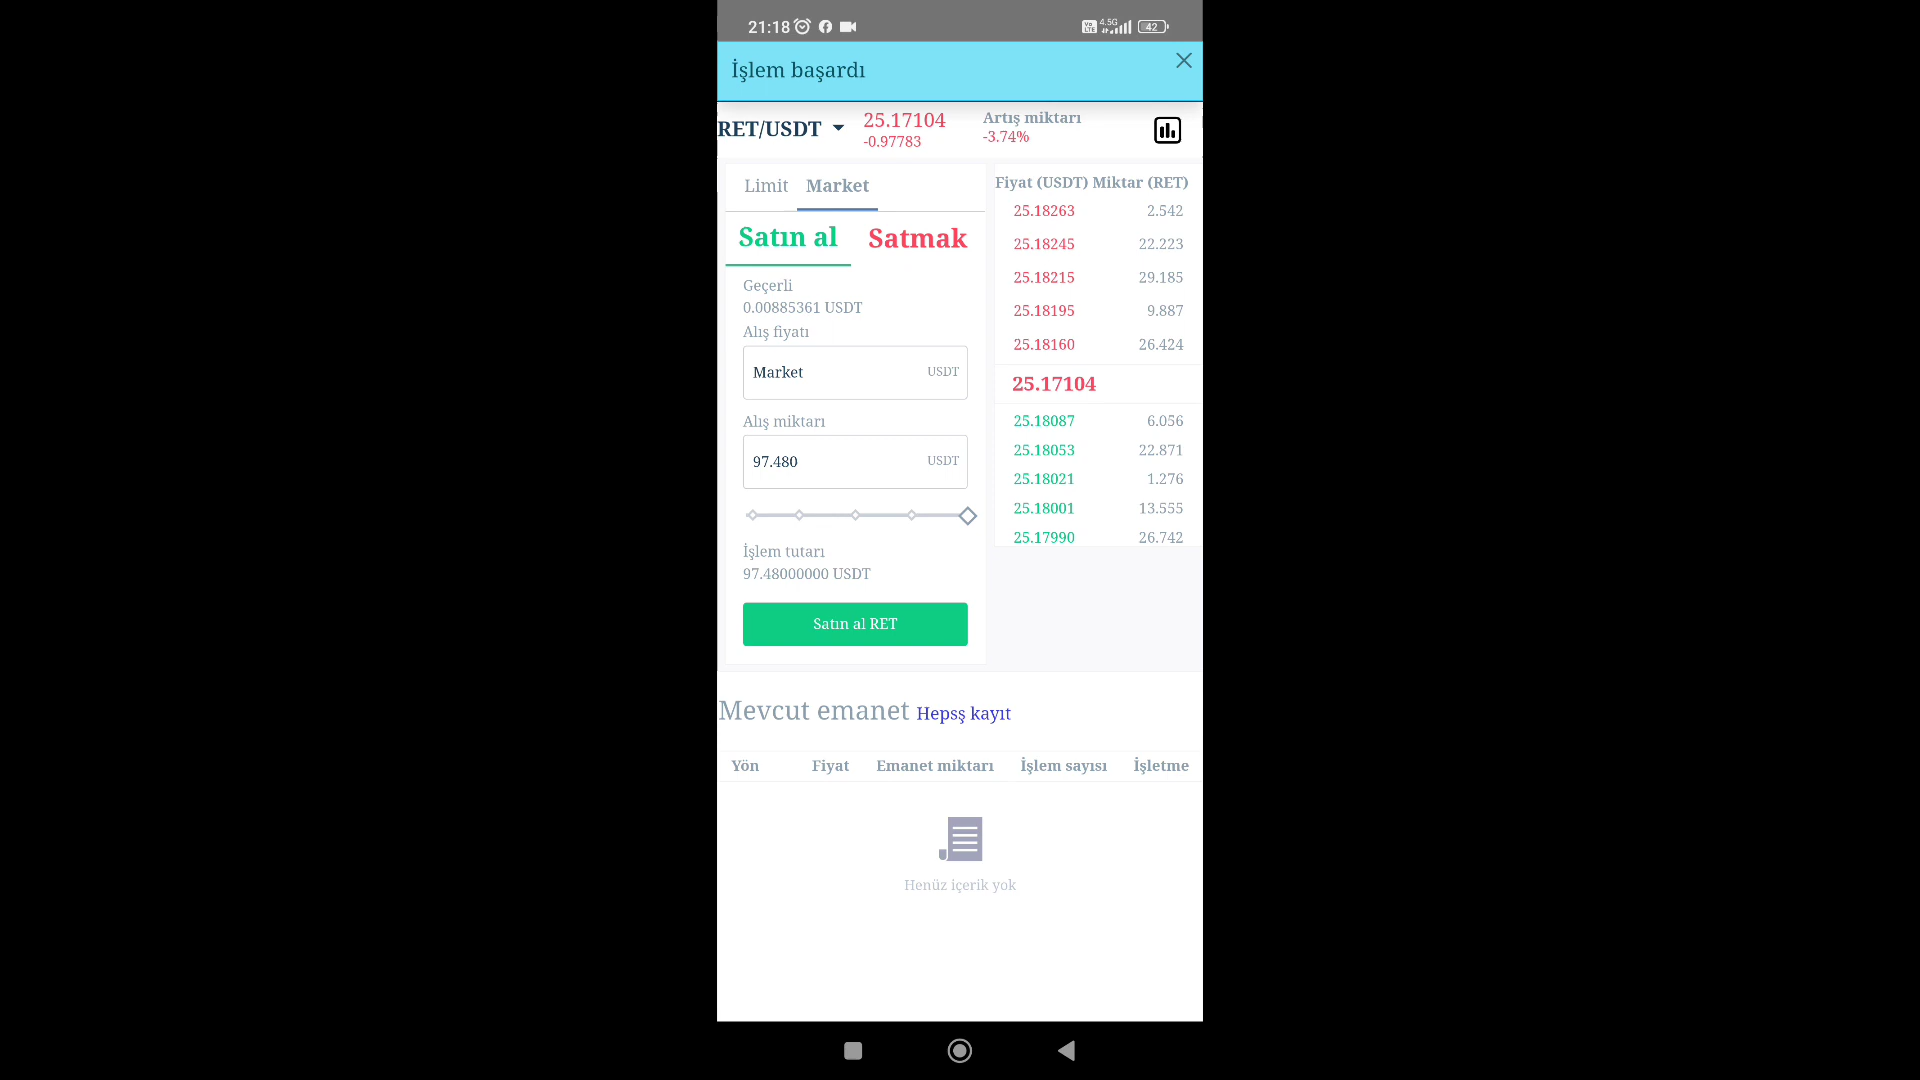 21:18
4.5G
42
İşlem başardı
RET/USDT
25.17104
-0.97783
Artış miktarı
-3.74%
Limit Market
Satın al Satmak
Geçerli
0.00885361 USDT
Alış fiyatı
Market USDT
Alış miktarı
97.480 USDT
İşlem tutarı
97.48000000 USDT
Satın al RET
Fiyat (USDT) Miktar (RET)
25.18263 2.542
25.18245 22.223
25.18215 29.185
25.18195 9.887
25.18160 26.424
25.17104
25.18087 6.056
25.18053 22.871
25.18021 1.276
25.18001 13.555
25.17990 26.742
Mevcut emanet Hepsş kayıt
Yön Fiyat Emanet miktarı İşlem sayısı İşletme
Henüz içerik yok